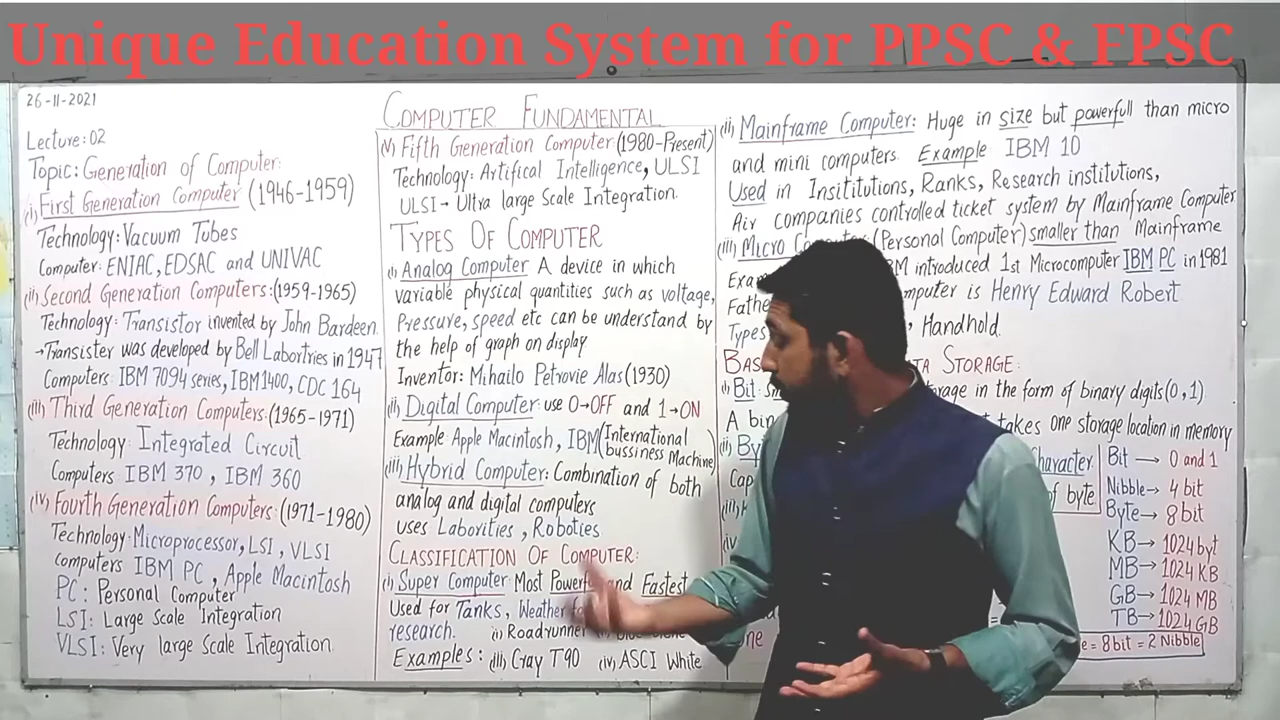 Unique Education System for PPSC & FPSC
26-11-2021
COMPUTER FUNDAMENTAL
Lecture: 02
Topic: Generation of Computer:
(i) First Generation Computer (1946-1959)
Technology: Vacuum Tubes
Computer: ENIAC, EDSAC and UNIVAC
(ii) Second Generation Computers: (1959-1965)
Technology: Transistor invented by John Bardeen
→Transister was developed by Bell Labortries in 1947
Computers: IBM 7094 series, IBM1400, CDC 164
(iii) Third Generation Computers: (1965-1971)
Technology: Integrated Circuit
Computers: IBM 370, IBM 360
(iv) Fourth Generation Computers: (1971-1980)
Technology: Microprocessor, LSI, VLSI
Computers IBM PC, Apple Macintosh
PC: Personal Computer
LSI: Large Scale Integration
VLSI: Very large Scale Integration
(v) Fifth Generation Computer: (1980-Present)
Technology: Artifical Intelligence, ULSI
ULSI → Ultra large Scale Integration.
TYPES OF COMPUTER
(i) Analog Computer A device in which
variable physical quantities such as voltage,
Pressure, speed etc can be understand by
the help of graph on display
Inventor: Mihailo Petrovie Alas (1930)
(ii) Digital Computer: use 0→OFF and 1→ON
Example: Apple Macintosh, IBM (International
bussiness Machine)
(iii) Hybrid Computer: Combination of both
analog and digital computers
uses Laborities, Roboties
CLASSIFICATION OF COMPUTER:
(i) Super Computer Most and Fastest
Used for Tanks, Weather
research. (i) Roadrunner
Examples: (iii) Cray T90 (iv) ASCI White
(ii) Mainframe Computer: Huge in size but powerfull than micro
and mini computers. Example: IBM 10
Used in Insititutions, Ranks, Research institutions,
Air companies controlled ticket system by Mainframe Computer
(iii) Micro (Personal Computer) smaller than Mainframe
introduced 1st Microcomputer IBM PC in 1981
is Henry Edward Robert
Types , Handhold.
STORAGE:
(i) Bit: in the form of binary digits (0,1)
A takes one storage location in memory
(ii)
Character.
of byte
Bit → 0 and 1
Nibble → 4 bit
Byte → 8 bit
KB → 1024 byt
MB → 1024 KB
GB → 1024 MB
TB → 1024 GB
= 8 bit = 2 Nibble